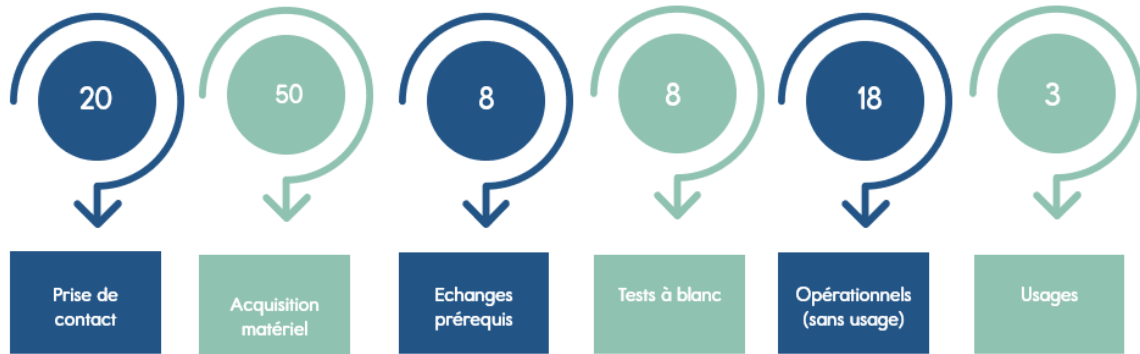 20
50
8
8
18
3
Prise de
contact
Acquisition
matériel
Echanges
prérequis
Tests à blanc
Opérationnels
(sans usage)
Usages